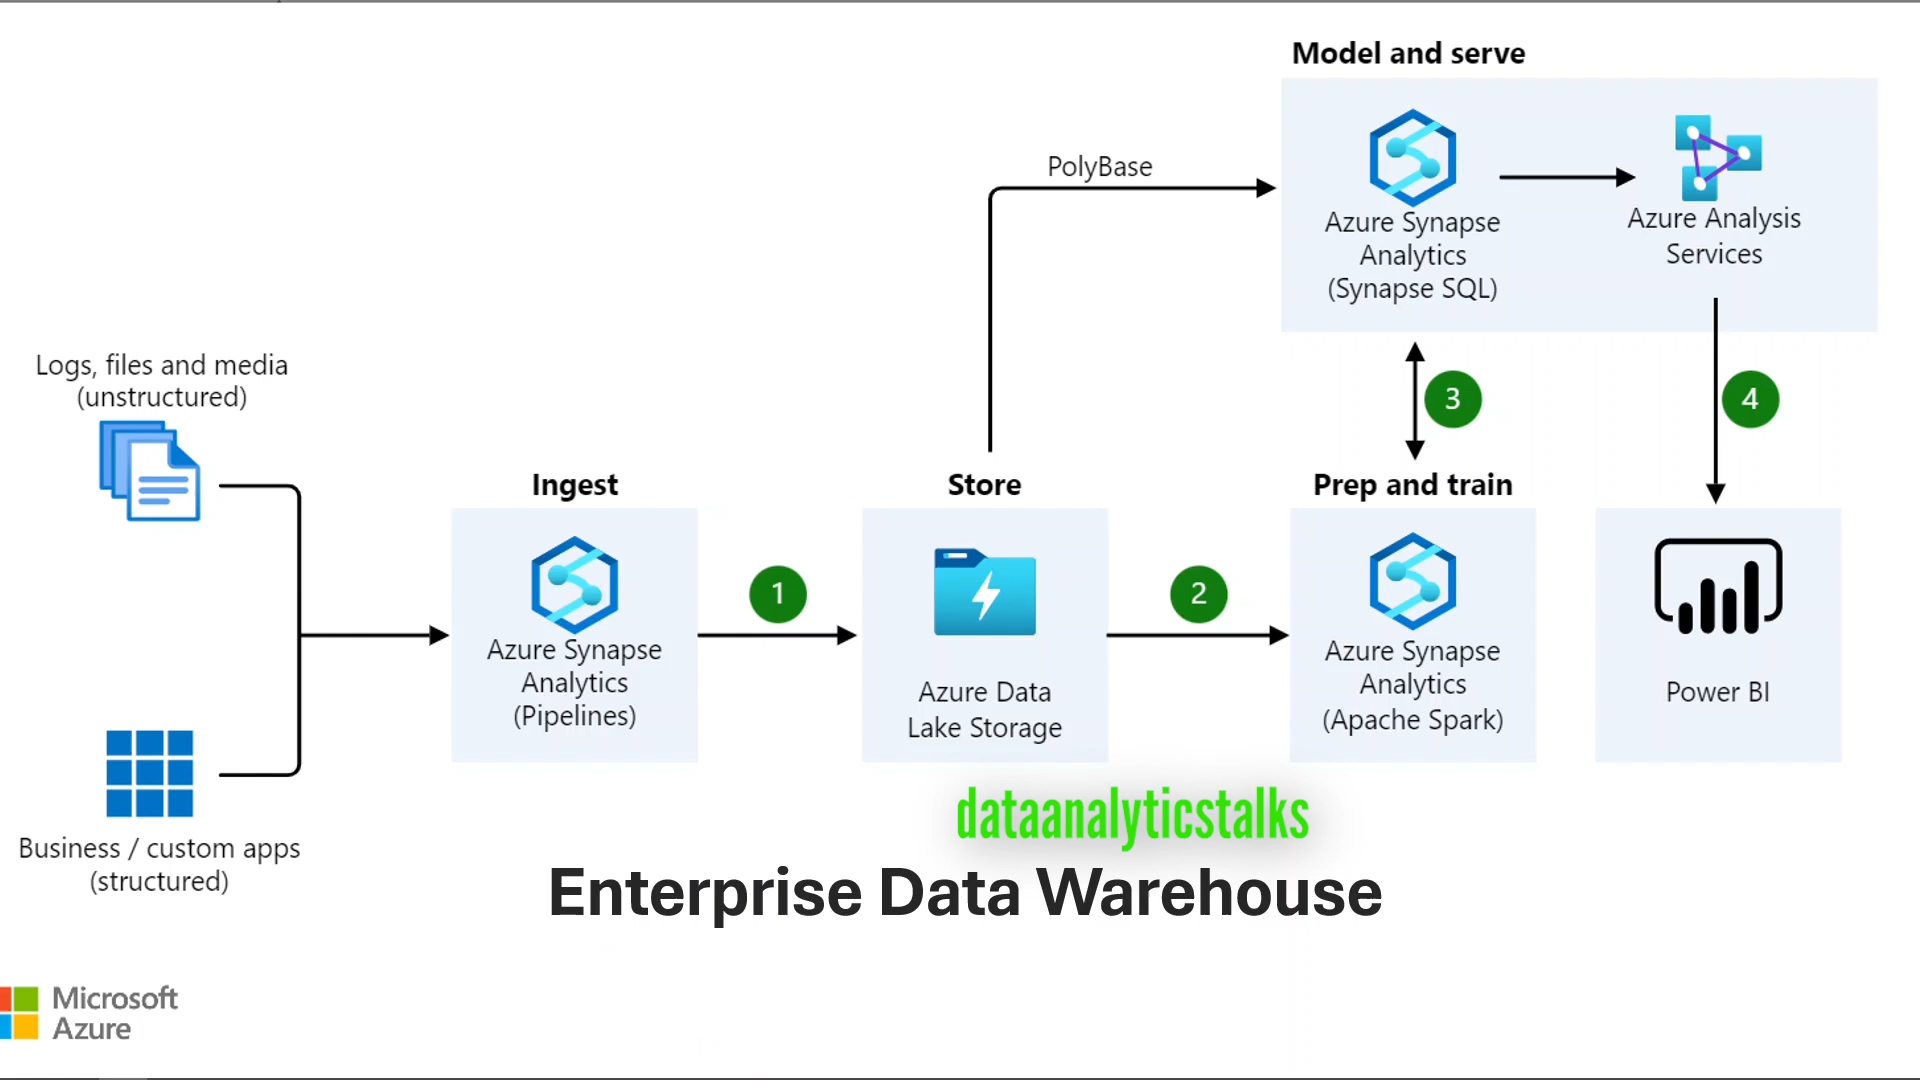 Model and serve
PolyBase
Azure Synapse
Analytics
(Synapse SQL)
Azure Analysis
Services
Logs, files and media
(unstructured)
3
4
Ingest
Store
Prep and train
1
2
Azure Synapse
Analytics
(Pipelines)
Azure Data
Lake Storage
Azure Synapse
Analytics
(Apache Spark)
Power BI
Business / custom apps
(structured)
dataanalyticstalks
Enterprise Data Warehouse
Microsoft
Azure